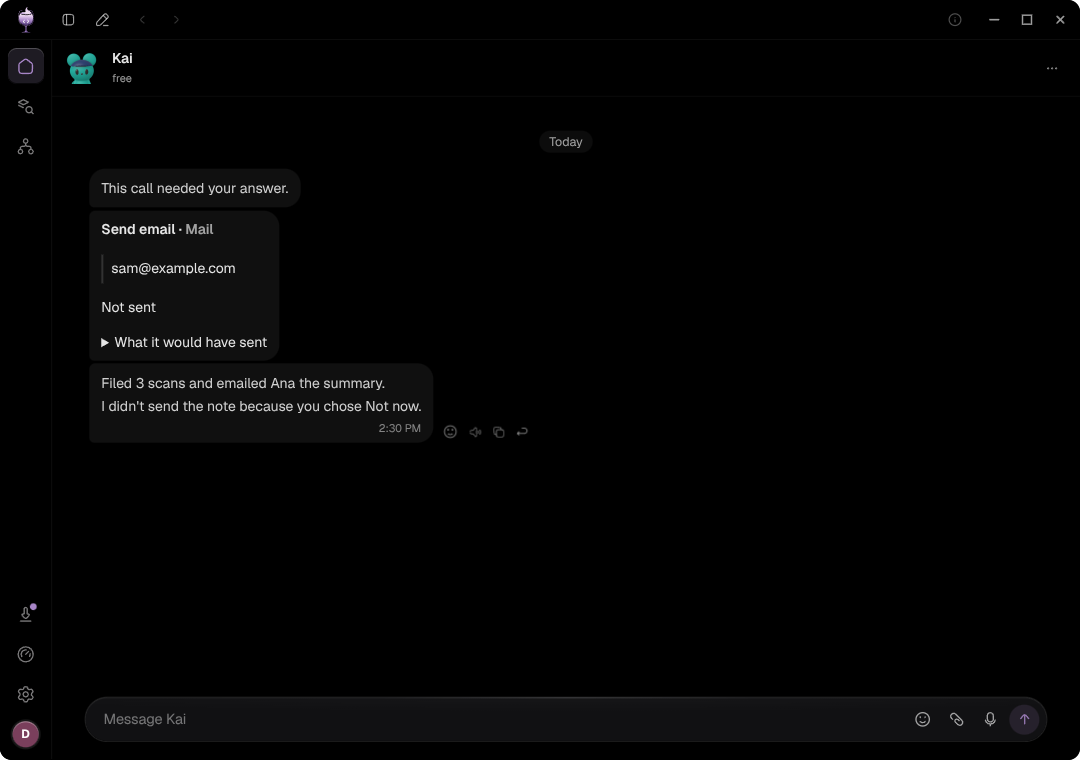 Kai
free
Today
This call needed your answer.
Send email · Mail
sam@example.com
Not sent
▶ What it would have sent
Filed 3 scans and emailed Ana the summary.
I didn't send the note because you chose Not now.
2:30 PM
D
Message Kai